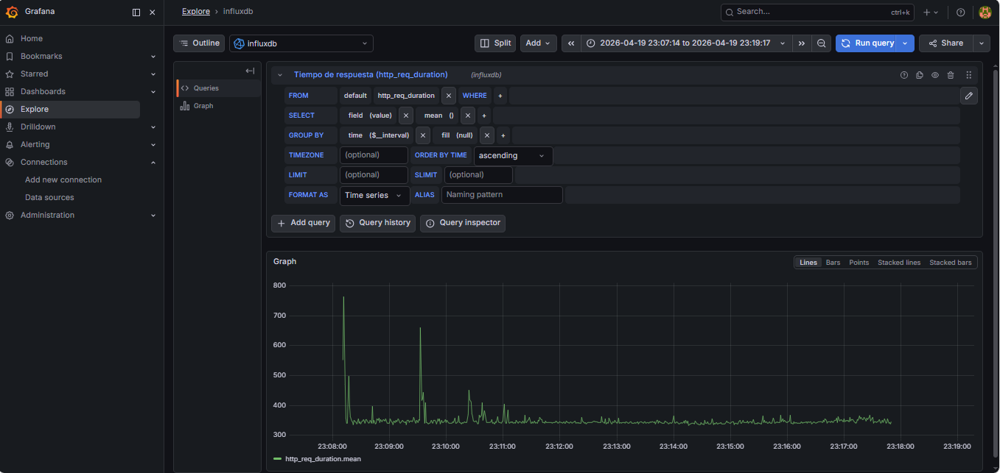 Grafana
Explore › influxdb
Search...
ctrl+k
Home
Bookmarks
Starred
Dashboards
Explore
Drilldown
Alerting
Connections
Add new connection
Data sources
Administration
Outline
influxdb
Split
Add
2026-04-19 23:07:14 to 2026-04-19 23:19:17
Run query
Share
Queries
Graph
Tiempo de respuesta (http_req_duration) (influxdb)
FROM default http_req_duration WHERE +
SELECT field (value) mean () +
GROUP BY time ($__interval) fill (null) +
TIMEZONE (optional) ORDER BY TIME ascending
LIMIT (optional) SLIMIT (optional)
FORMAT AS Time series ALIAS Naming pattern
+ Add query
Query history
Query inspector
Graph
Lines Bars Points Stacked lines Stacked bars
800
700
600
500
400
300
23:08:00 23:09:00 23:10:00 23:11:00 23:12:00 23:13:00 23:14:00 23:15:00 23:16:00 23:17:00 23:18:00 23:19:00
http_req_duration.mean